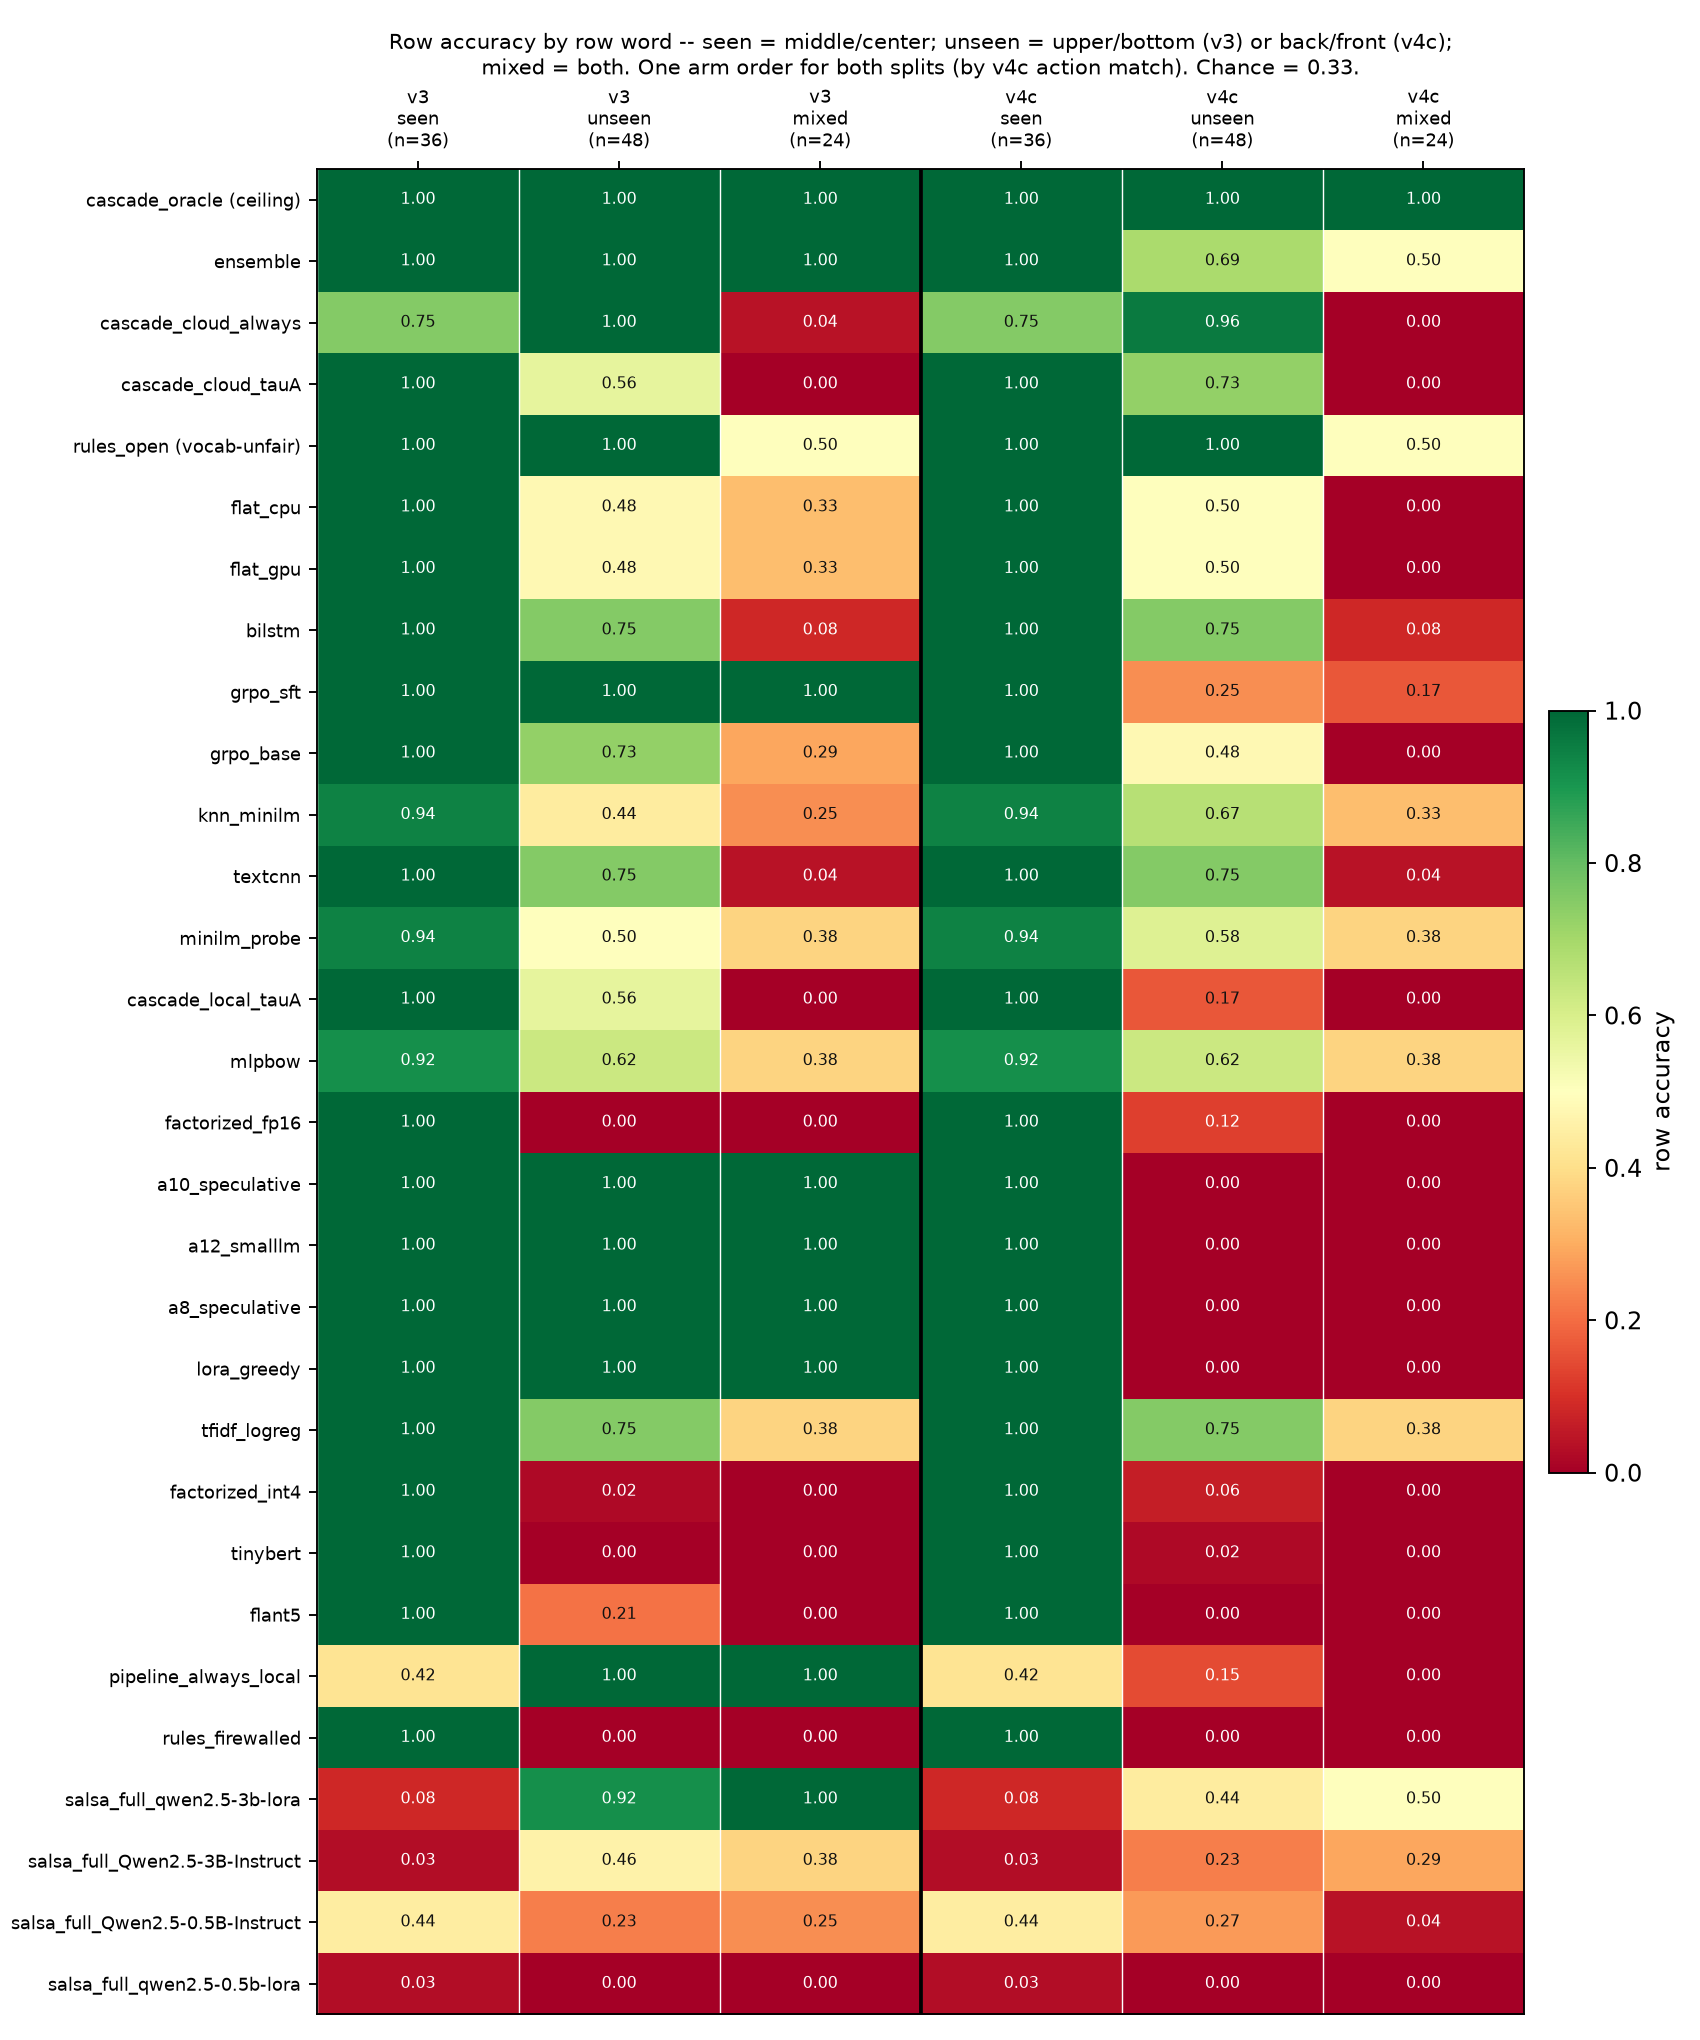 Row accuracy by row word -- seen = middle/center; unseen = upper/bottom (v3) or back/front (v4c);
mixed = both. One arm order for both splits (by v4c action match). Chance = 0.33.
v3 v3 v3 v4c v4c v4c
seen unseen mixed seen unseen mixed
(n=36) (n=48) (n=24) (n=36) (n=48) (n=24)
cascade_oracle (ceiling) 1.00 1.00 1.00 1.00 1.00 1.00
ensemble 1.00 1.00 1.00 1.00 0.69 0.50
cascade_cloud_always 0.75 1.00 0.04 0.75 0.96 0.00
cascade_cloud_tauA 1.00 0.56 0.00 1.00 0.73 0.00
rules_open (vocab-unfair) 1.00 1.00 0.50 1.00 1.00 0.50
flat_cpu 1.00 0.48 0.33 1.00 0.50 0.00
flat_gpu 1.00 0.48 0.33 1.00 0.50 0.00
bilstm 1.00 0.75 0.08 1.00 0.75 0.08
grpo_sft 1.00 1.00 1.00 1.00 0.25 0.17
grpo_base 1.00 0.73 0.29 1.00 0.48 0.00
knn_minilm 0.94 0.44 0.25 0.94 0.67 0.33
textcnn 1.00 0.75 0.04 1.00 0.75 0.04
minilm_probe 0.94 0.50 0.38 0.94 0.58 0.38
cascade_local_tauA 1.00 0.56 0.00 1.00 0.17 0.00
mlpbow 0.92 0.62 0.38 0.92 0.62 0.38
factorized_fp16 1.00 0.00 0.00 1.00 0.12 0.00
a10_speculative 1.00 1.00 1.00 1.00 0.00 0.00
a12_smalllm 1.00 1.00 1.00 1.00 0.00 0.00
a8_speculative 1.00 1.00 1.00 1.00 0.00 0.00
lora_greedy 1.00 1.00 1.00 1.00 0.00 0.00
tfidf_logreg 1.00 0.75 0.38 1.00 0.75 0.38
factorized_int4 1.00 0.02 0.00 1.00 0.06 0.00
tinybert 1.00 0.00 0.00 1.00 0.02 0.00
flant5 1.00 0.21 0.00 1.00 0.00 0.00
pipeline_always_local 0.42 1.00 1.00 0.42 0.15 0.00
rules_firewalled 1.00 0.00 0.00 1.00 0.00 0.00
salsa_full_qwen2.5-3b-lora 0.08 0.92 1.00 0.08 0.44 0.50
salsa_full_Qwen2.5-3B-Instruct 0.03 0.46 0.38 0.03 0.23 0.29
salsa_full_Qwen2.5-0.5B-Instruct 0.44 0.23 0.25 0.44 0.27 0.04
salsa_full_qwen2.5-0.5b-lora 0.03 0.00 0.00 0.03 0.00 0.00
1.0
0.8
0.6
0.4
0.2
0.0
row accuracy